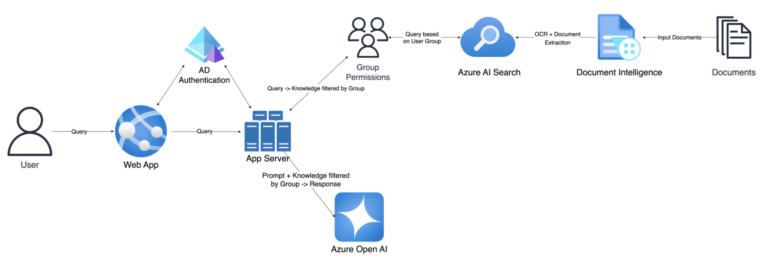 Query
User
Web App
AD
Authentication
Query
App Server
Query -> Knowledge filtered by Group
Group
Permissions
Query based
on User Group
Azure AI Search
OCR + Document
Extraction
Document Intelligence
Input Documents
Documents
Prompt + Knowledge filtered
by Group -> Response
Azure Open AI